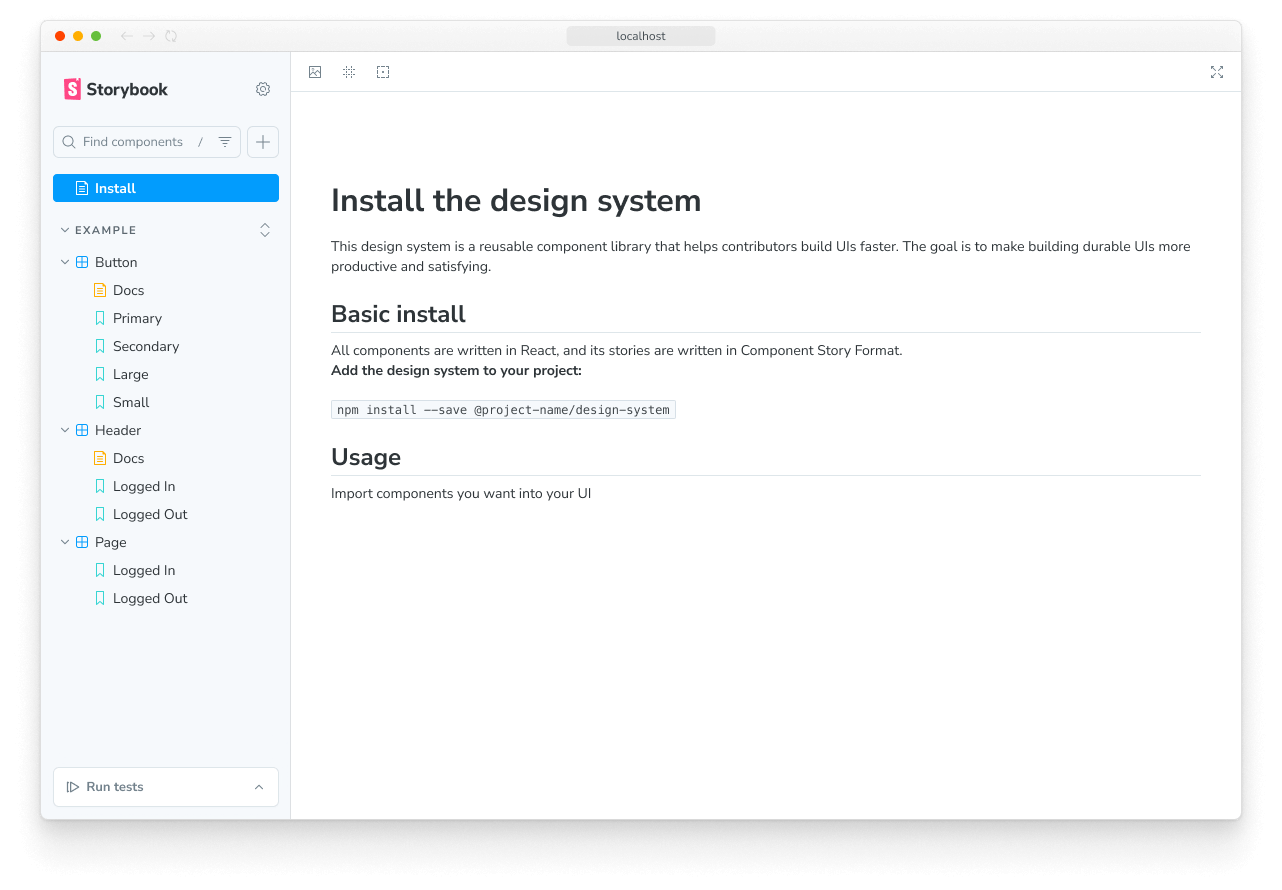 localhost
Storybook
Find components /
Install
EXAMPLE
Button
Docs
Primary
Secondary
Large
Small
Header
Docs
Logged In
Logged Out
Page
Logged In
Logged Out
Run tests
Install the design system
This design system is a reusable component library that helps contributors build UIs faster. The goal is to make building durable UIs more
productive and satisfying.
Basic install
All components are written in React, and its stories are written in Component Story Format.
Add the design system to your project:
npm install --save @project-name/design-system
Usage
Import components you want into your UI